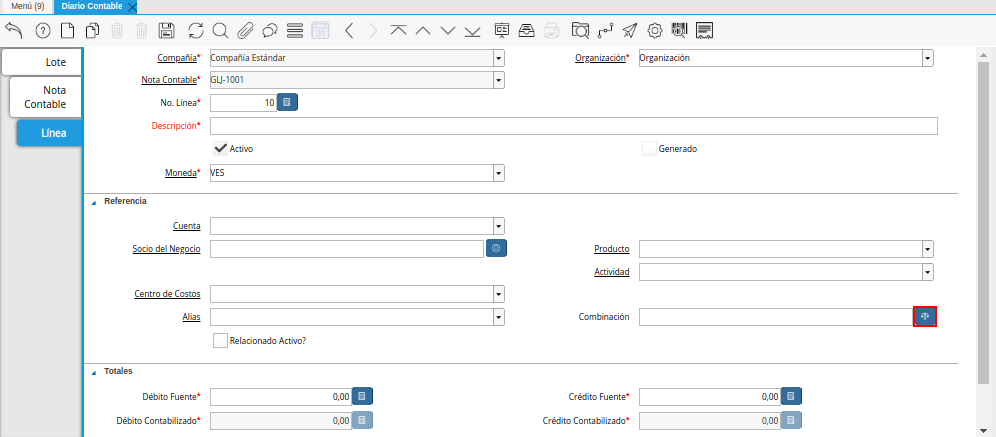 Menú (9) Diario Contable
Lote
Nota
Contable
Línea
Compañía* Compañía Estándar Organización* Organización
Nota Contable* GLJ-1001
No. Línea* 10
Descripción*
Activo Generado
Moneda* VES
Referencia
Cuenta
Socio del Negocio Producto
Actividad
Centro de Costos
Alias Combinación
Relacionado Activo?
Totales
Débito Fuente* 0,00 Crédito Fuente* 0,00
Débito Contabilizado* 0,00 Crédito Contabilizado* 0,00